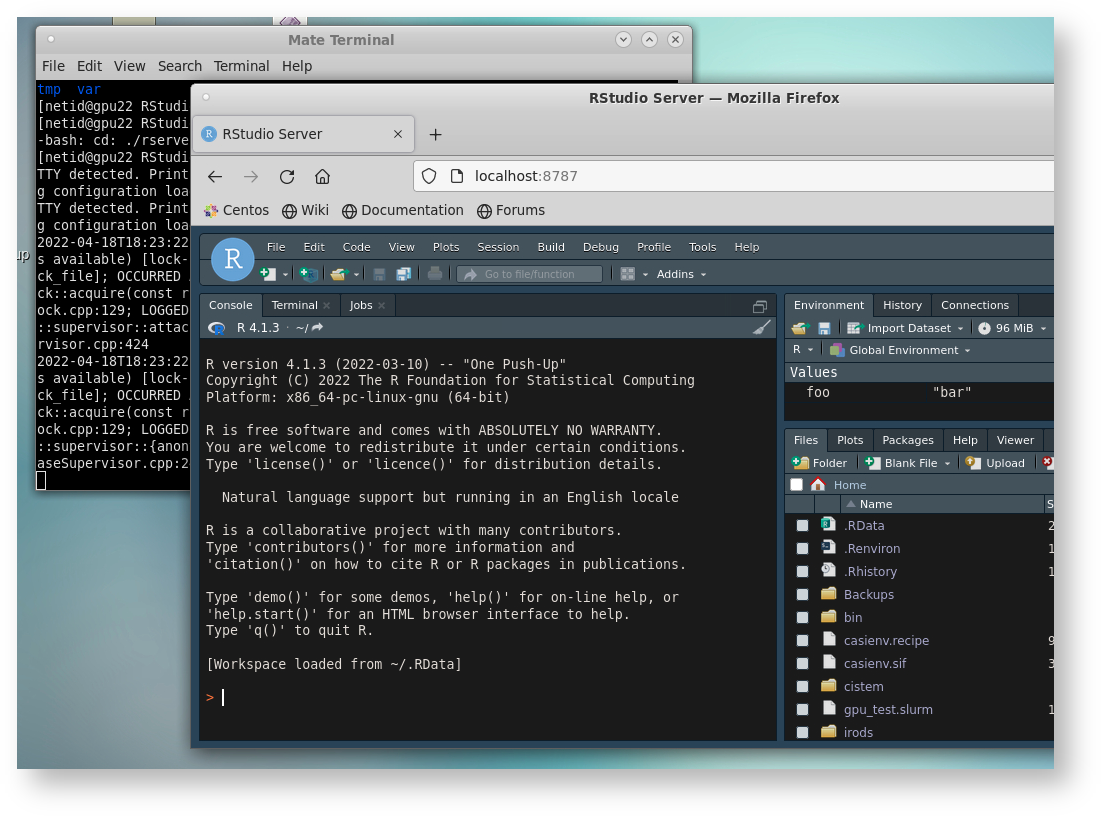 Mate Terminal
File Edit View Search Terminal Help
tmp var
[netid@gpu22 RStudi
[netid@gpu22 RStudi
-bash: cd: ./rserve
[netid@gpu22 RStudi
TTY detected. Print
g configuration loa
TTY detected. Print
g configuration loa
2022-04-18T18:23:22
s available) [lock-
ck_file]; OCCURRED
ck::acquire(const r
ock.cpp:129; LOGGED
::supervisor::attac
rvisor.cpp:424
2022-04-18T18:23:22
s available) [lock-
ck_file]; OCCURRED
ck::acquire(const r
ock.cpp:129; LOGGED
::supervisor::{anon
aseSupervisor.cpp:2
up
RStudio Server — Mozilla Firefox
R RStudio Server
localhost:8787
Centos Wiki Documentation Forums
R
File Edit Code View Plots Session Build Debug Profile Tools Help
Go to file/function Addins
Console Terminal Jobs
R 4.1.3 · ~/
R version 4.1.3 (2022-03-10) -- "One Push-Up"
Copyright (C) 2022 The R Foundation for Statistical Computing
Platform: x86_64-pc-linux-gnu (64-bit)
R is free software and comes with ABSOLUTELY NO WARRANTY.
You are welcome to redistribute it under certain conditions.
Type 'license()' or 'licence()' for distribution details.
Natural language support but running in an English locale
R is a collaborative project with many contributors.
Type 'contributors()' for more information and
'citation()' on how to cite R or R packages in publications.
Type 'demo()' for some demos, 'help()' for on-line help, or
'help.start()' for an HTML browser interface to help.
Type 'q()' to quit R.
[Workspace loaded from ~/.RData]
>
Environment History Connections
Import Dataset 96 MiB
R Global Environment
Values
foo "bar"
Files Plots Packages Help Viewer
Folder Blank File Upload
Home
Name S
.RData 2
.Renviron 1
.Rhistory 1
Backups
bin
casienv.recipe 9
casienv.sif 3
cistem
gpu_test.slurm 1
irods